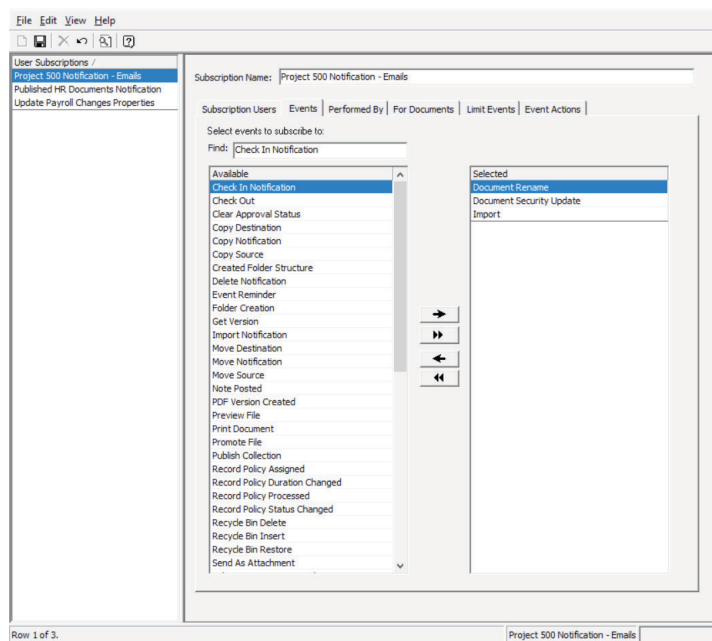 File Edit View Help
User Subscriptions /
Project 500 Notification - Emails
Published HR Documents Notification
Update Payroll Changes Properties
Subscription Name: Project 500 Notification - Emails
Subscription Users Events Performed By For Documents Limit Events Event Actions
Select events to subscribe to:
Find: Check In Notification
Available
Check In Notification
Check Out
Clear Approval Status
Copy Destination
Copy Notification
Copy Source
Created Folder Structure
Delete Notification
Event Reminder
Folder Creation
Get Version
Import Notification
Move Destination
Move Notification
Move Source
Note Posted
PDF Version Created
Preview File
Print Document
Promote File
Publish Collection
Record Policy Assigned
Record Policy Duration Changed
Record Policy Processed
Record Policy Status Changed
Recycle Bin Delete
Recycle Bin Insert
Recycle Bin Restore
Send As Attachment
Selected
Document Rename
Document Security Update
Import
Row 1 of 3.
Project 500 Notification - Emails